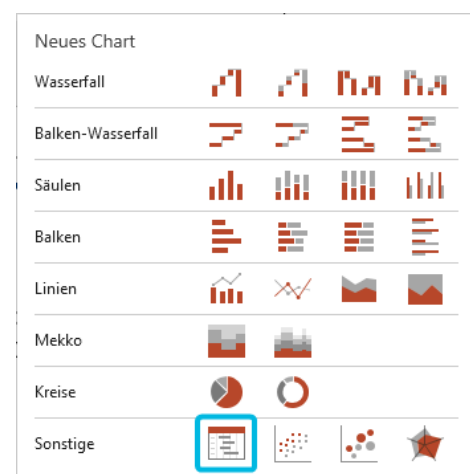 Neues Chart
Wasserfall
Balken-Wasserfall
Säulen
Balken
Linien
Mekko
Kreise
Sonstige